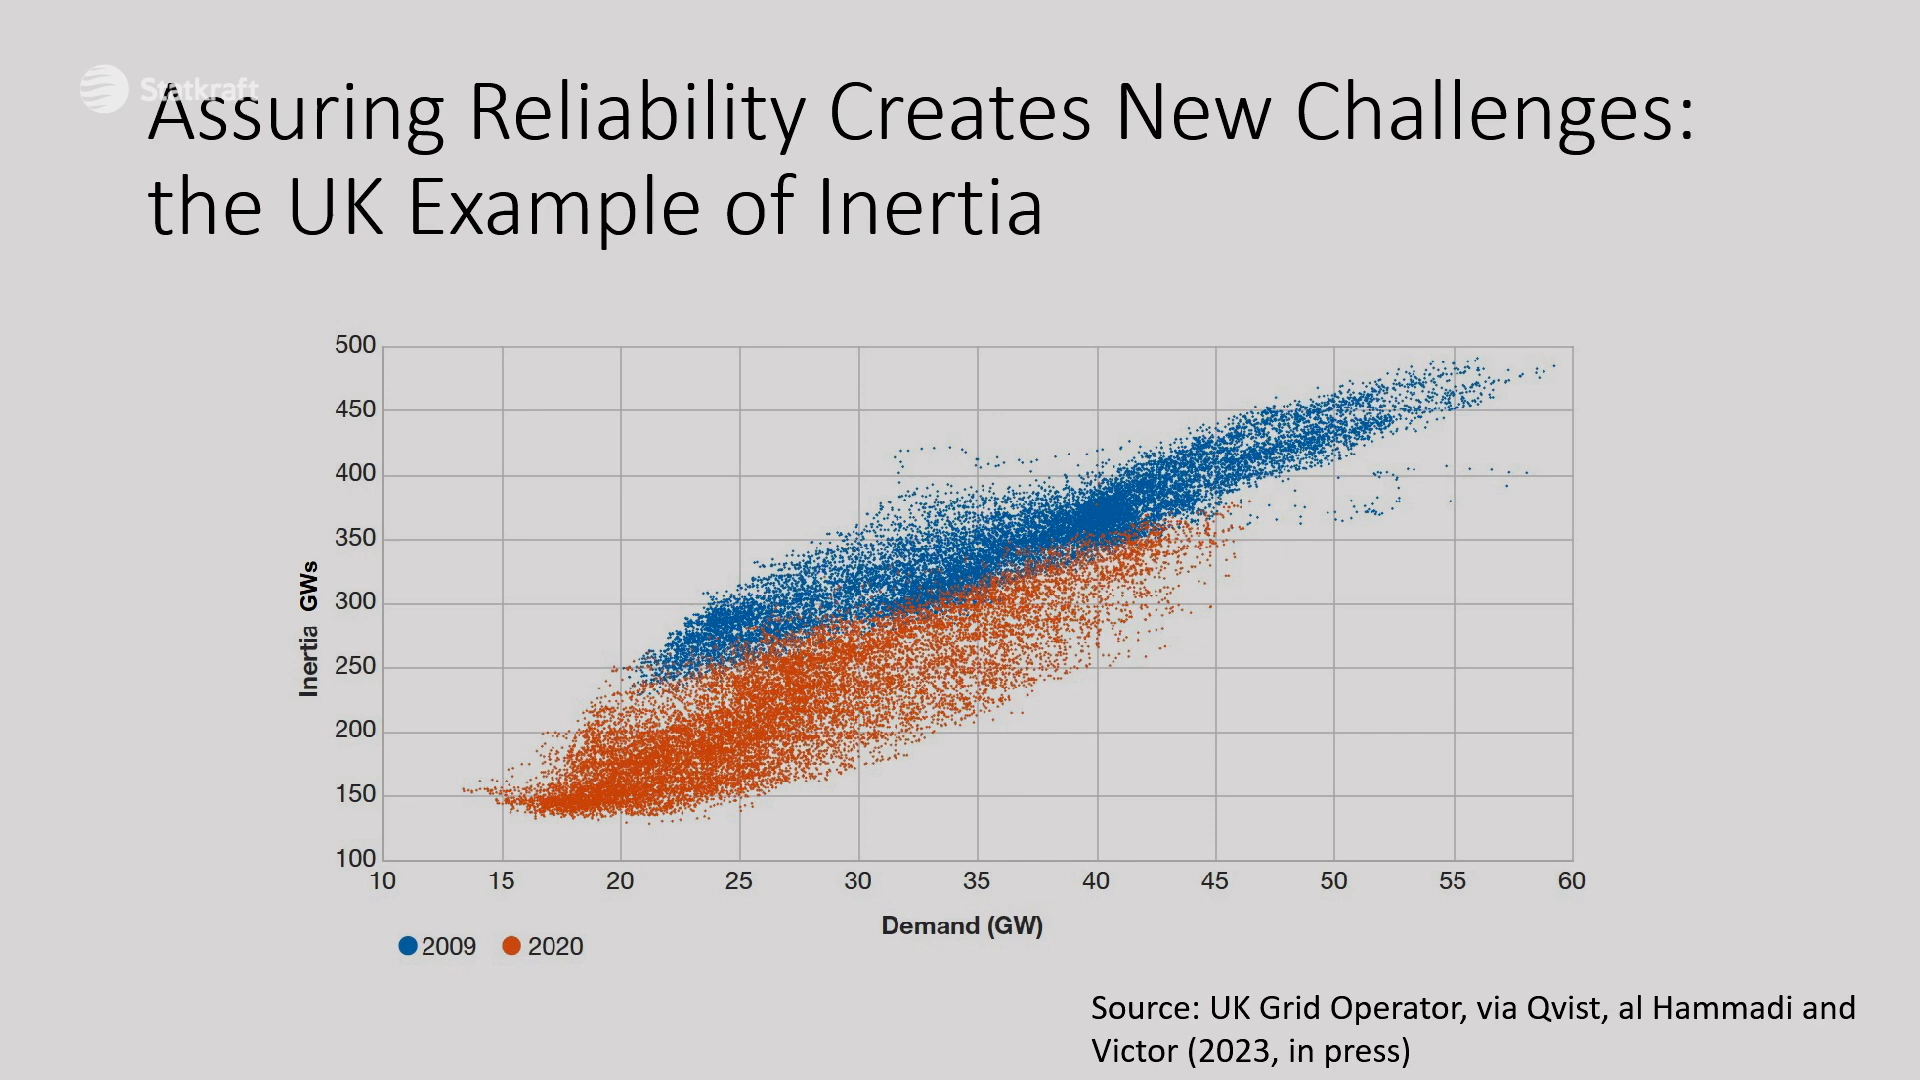 Statkraft
Assuring Reliability Creates New Challenges:
the UK Example of Inertia
500
450
400
350
300
250
200
150
100
Inertia GWs
10 15 20 25 30 35 40 45 50 55 60
Demand (GW)
2009 2020
Source: UK Grid Operator, via Qvist, al Hammadi and
Victor (2023, in press)